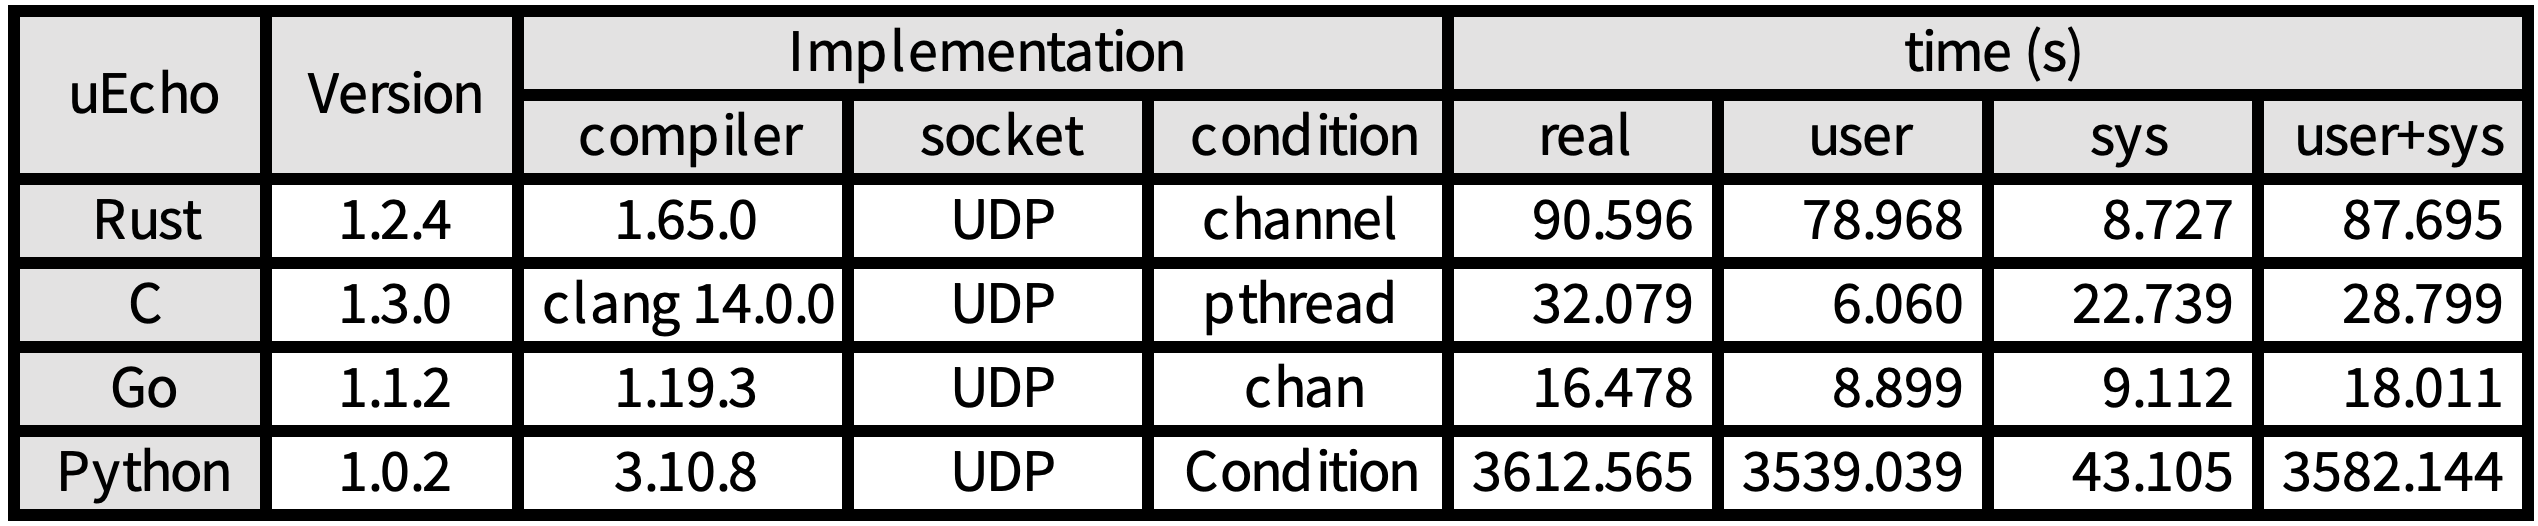 uEcho Version Implementation time (s)
compiler socket condition real user sys user+sys
Rust 1.2.4 1.65.0 UDP channel 90.596 78.968 8.727 87.695
C 1.3.0 clang 14.0.0 UDP pthread 32.079 6.060 22.739 28.799
Go 1.1.2 1.19.3 UDP chan 16.478 8.899 9.112 18.011
Python 1.0.2 3.10.8 UDP Condition 3612.565 3539.039 43.105 3582.144